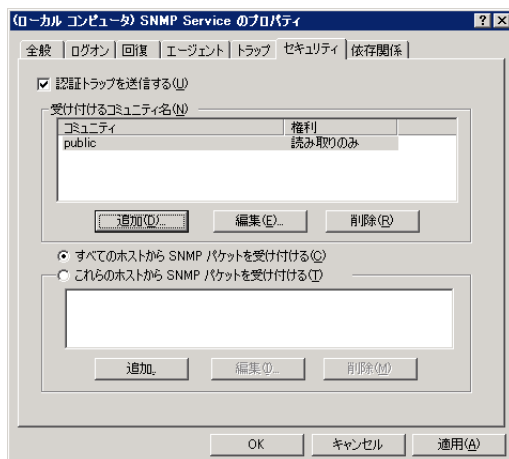 (ローカル コンピュータ) SNMP Service のプロパティ
全般 ログオン 回復 エージェント トラップ セキュリティ 依存関係
認証トラップを送信する(U)
受け付けるコミュニティ名(N)
コミュニティ 権利
public 読み取りのみ
追加(D)... 編集(E)... 削除(R)
すべてのホストから SNMP パケットを受け付ける(C)
これらのホストから SNMP パケットを受け付ける(T)
追加. 編集(I)... 削除(M)
OK キャンセル 適用(A)